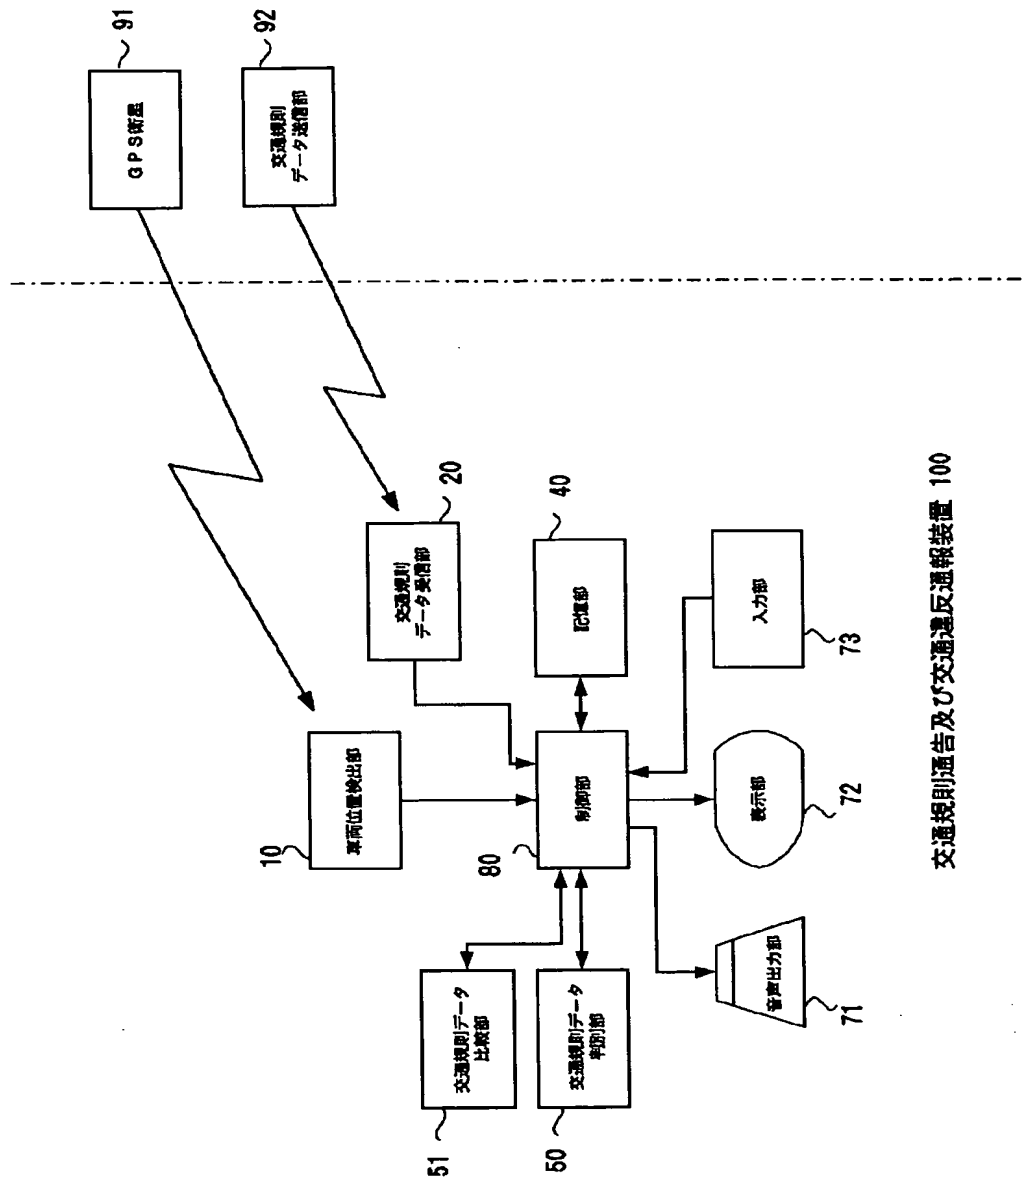 91
GPS衛星
92
交通規則
データ送信部
20
交通規則
データ受信部
10
車両位置検出部
40
記憶部
80
制御部
73
入力部
72
表示部
71
音声出力部
51
交通規則データ
比較部
50
交通規則データ
判別部
交通規則通告及び交通違反通報装置 100